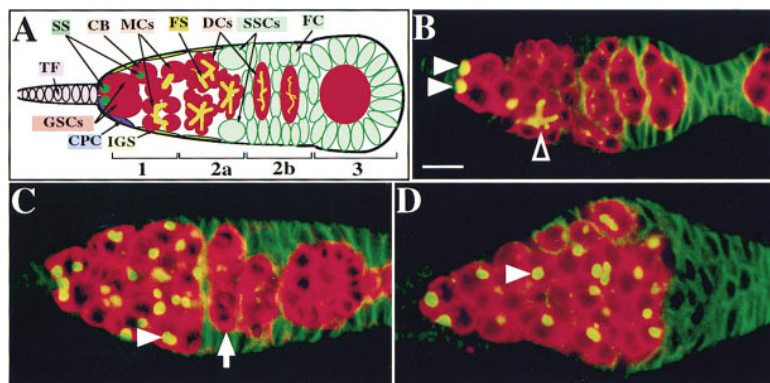 A
SS CB MCs FS DCs SSCs FC
TF
GSCs
CPC IGS
1 2a 2b 3
B
C
D